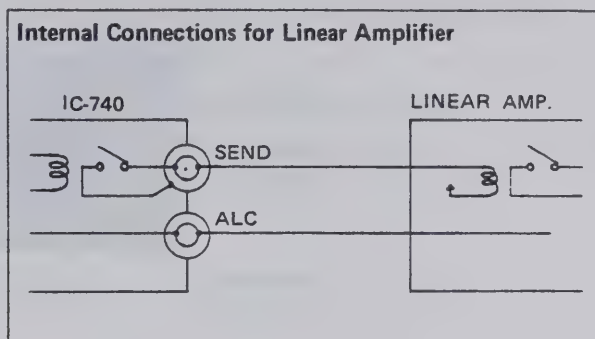 Internal Connections for Linear Amplifier
IC-740
LINEAR AMP.
SEND
ALC